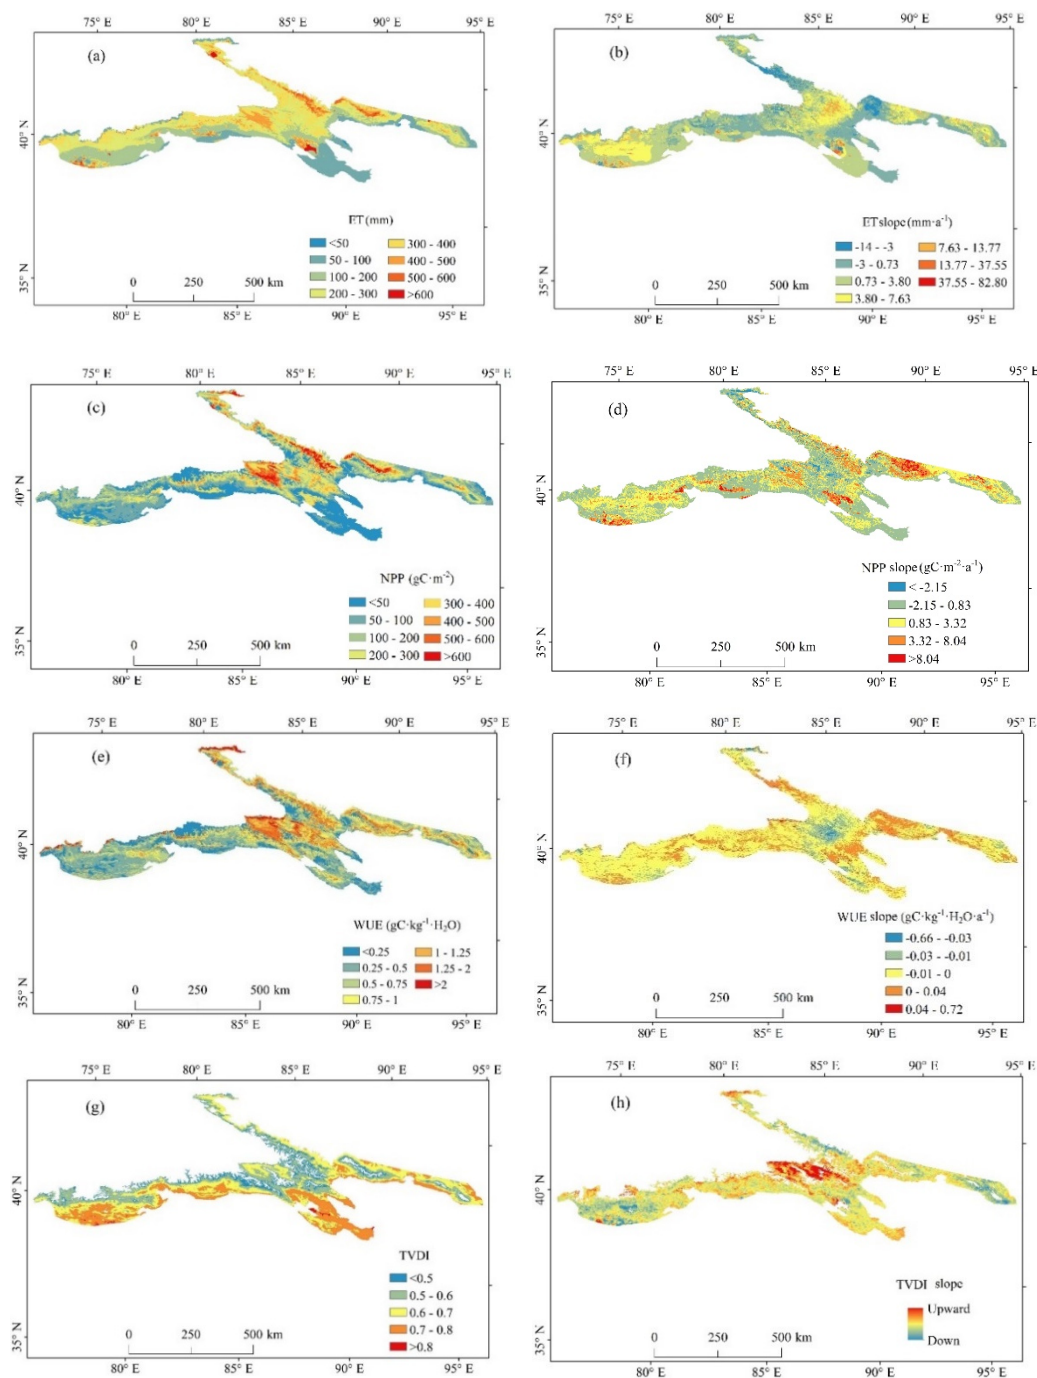 75° E 80° E 85° E 90° E 95° E
(a)
40° N
35° N
ET (mm)
<50 300 - 400
50 - 100 400 - 500
100 - 200 500 - 600
200 - 300 >600
0 250 500 km
80° E 85° E 90° E 95° E
75° E 80° E 85° E 90° E 95° E
(b)
40° N
35° N
ET slope (mm·a⁻¹)
-14 - -3 7.63 - 13.77
-3 - 0.73 13.77 - 37.55
0.73 - 3.80 37.55 - 82.80
3.80 - 7.63
0 250 500 km
80° E 85° E 90° E 95° E
75° E 80° E 85° E 90° E 95° E
(c)
40° N
35° N
NPP (gC·m⁻²)
<50 300 - 400
50 - 100 400 - 500
100 - 200 500 - 600
200 - 300 >600
0 250 500 km
80° E 85° E 90° E 95° E
75° E 80° E 85° E 90° E 95° E
(d)
40° N
35° N
NPP slope (gC·m⁻²·a⁻¹)
< -2.15
-2.15 - 0.83
0.83 - 3.32
3.32 - 8.04
>8.04
0 250 500 km
80° E 85° E 90° E 95° E
75° E 80° E 85° E 90° E 95° E
(e)
40° N
35° N
WUE (gC·kg⁻¹·H₂O)
<0.25 1 - 1.25
0.25 - 0.5 1.25 - 2
0.5 - 0.75 >2
0.75 - 1
0 250 500 km
80° E 85° E 90° E 95° E
75° E 80° E 85° E 90° E 95° E
(f)
40° N
35° N
WUE slope (gC·kg⁻¹·H₂O·a⁻¹)
-0.66 - -0.03
-0.03 - -0.01
-0.01 - 0
0 - 0.04
0.04 - 0.72
0 250 500 km
80° E 85° E 90° E 95° E
75° E 80° E 85° E 90° E 95° E
(g)
40° N
35° N
TVDI
<0.5
0.5 - 0.6
0.6 - 0.7
0.7 - 0.8
>0.8
0 250 500 km
80° E 85° E 90° E 95° E
75° E 80° E 85° E 90° E 95° E
(h)
40° N
35° N
TVDI slope
Upward
Down
0 250 500 km
80° E 85° E 90° E 95° E